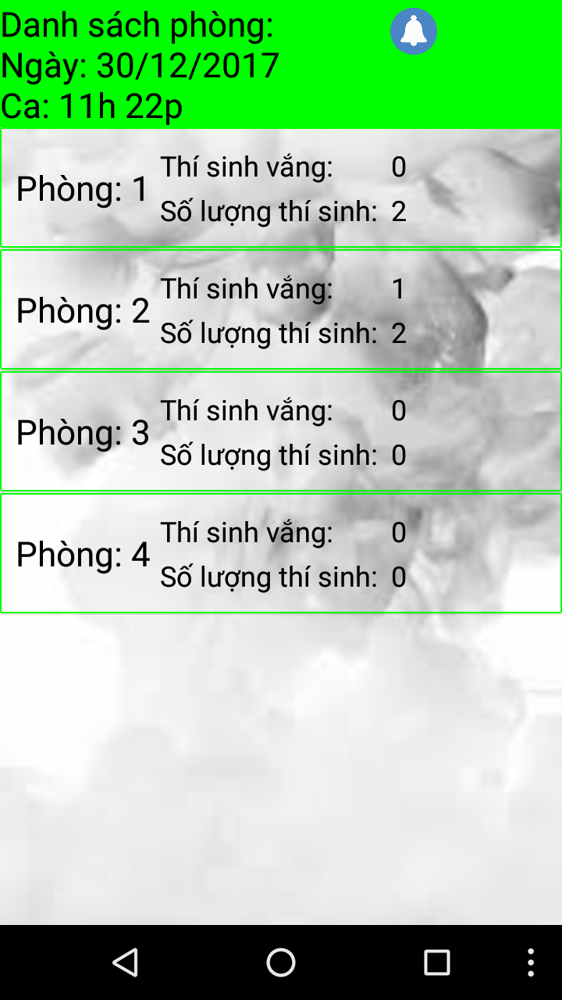 Danh sách phòng:
Ngày: 30/12/2017
Ca: 11h 22p
Phòng: 1
Thí sinh vắng: 0
Số lượng thí sinh: 2
Phòng: 2
Thí sinh vắng: 1
Số lượng thí sinh: 2
Phòng: 3
Thí sinh vắng: 0
Số lượng thí sinh: 0
Phòng: 4
Thí sinh vắng: 0
Số lượng thí sinh: 0